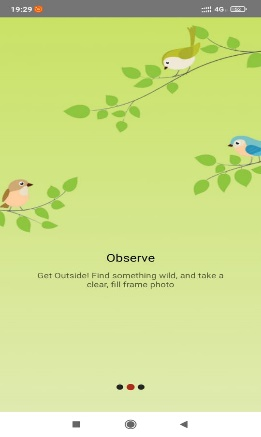 19:29
4G
Observe
Get Outside! Find something wild, and take a
clear, fill frame photo